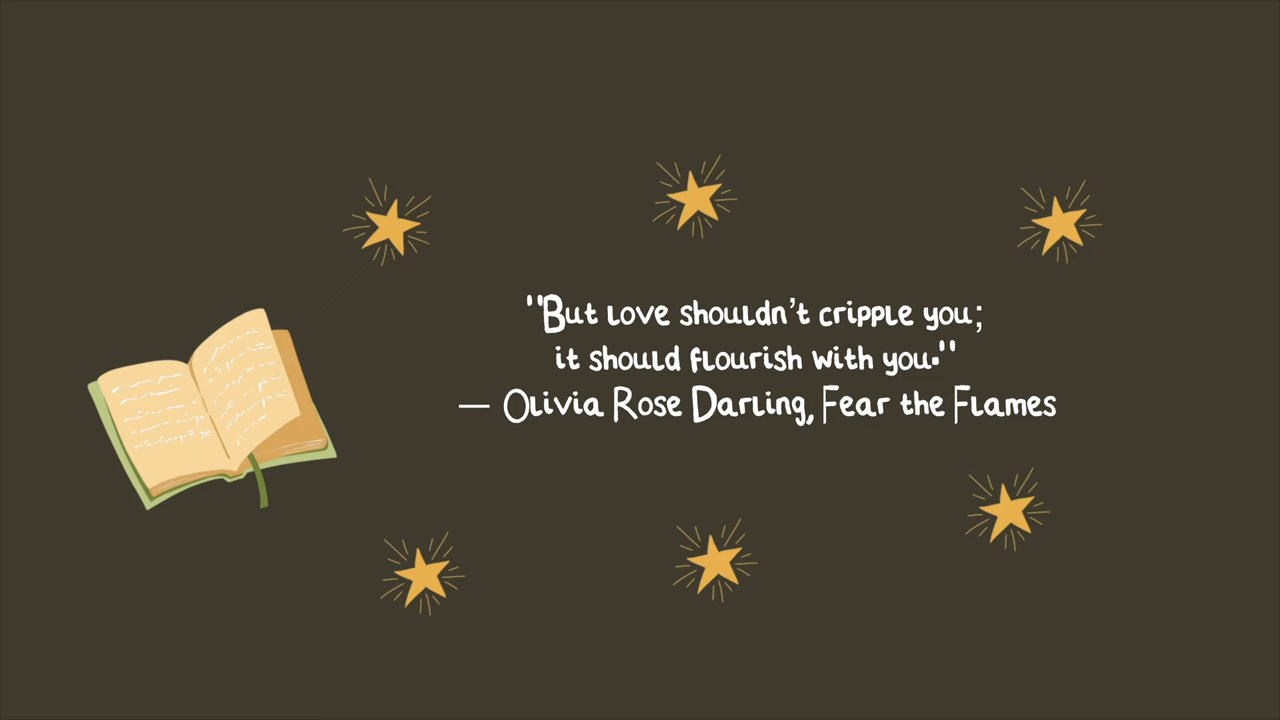 "But love shouldn't cripple you;
it should flourish with you."
— Olivia Rose Darling, Fear the Flames